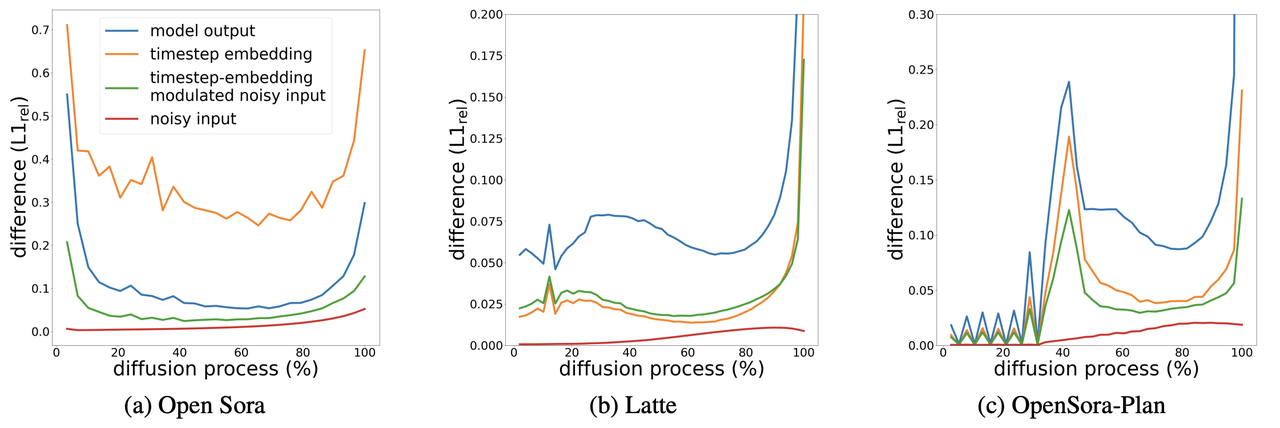 difference (L1rel)
0.7
0.6
0.5
0.4
0.3
0.2
0.1
0.0
model output
timestep embedding
timestep-embedding
modulated noisy input
noisy input
0 20 40 60 80 100
diffusion process (%)
(a) Open Sora
difference (L1rel)
0.200
0.175
0.150
0.125
0.100
0.075
0.050
0.025
0.000
0 20 40 60 80 100
diffusion process (%)
(b) Latte
difference (L1rel)
0.30
0.25
0.20
0.15
0.10
0.05
0.00
0 20 40 60 80 100
diffusion process (%)
(c) OpenSora-Plan